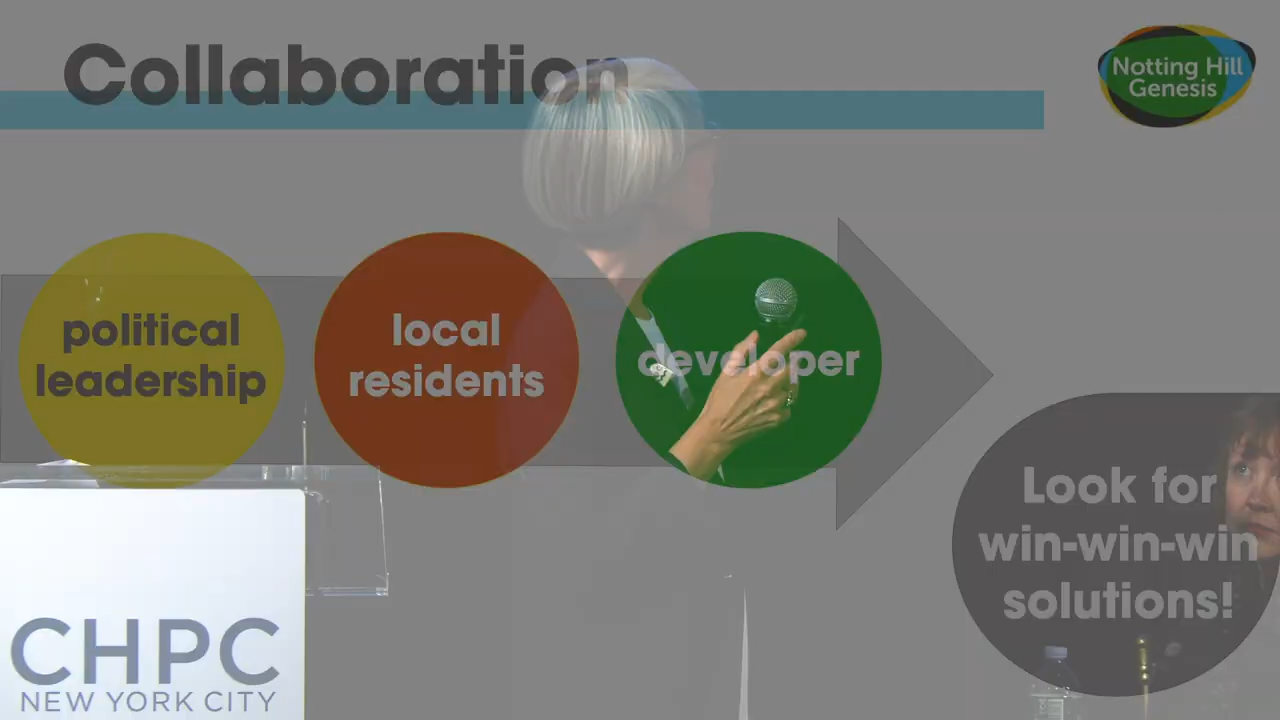 Collaboration
Notting Hill
Genesis
political
leadership
local
residents
developer
Look for
win-win-win
solutions!
CHPC
NEW YORK CITY